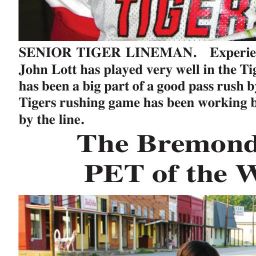 TIGER
SENIOR TIGER LINEMAN. Experie
John Lott has played very well in the Tig
has been a big part of a good pass rush b
Tigers rushing game has been working b
by the line.
The Bremond
PET of the W